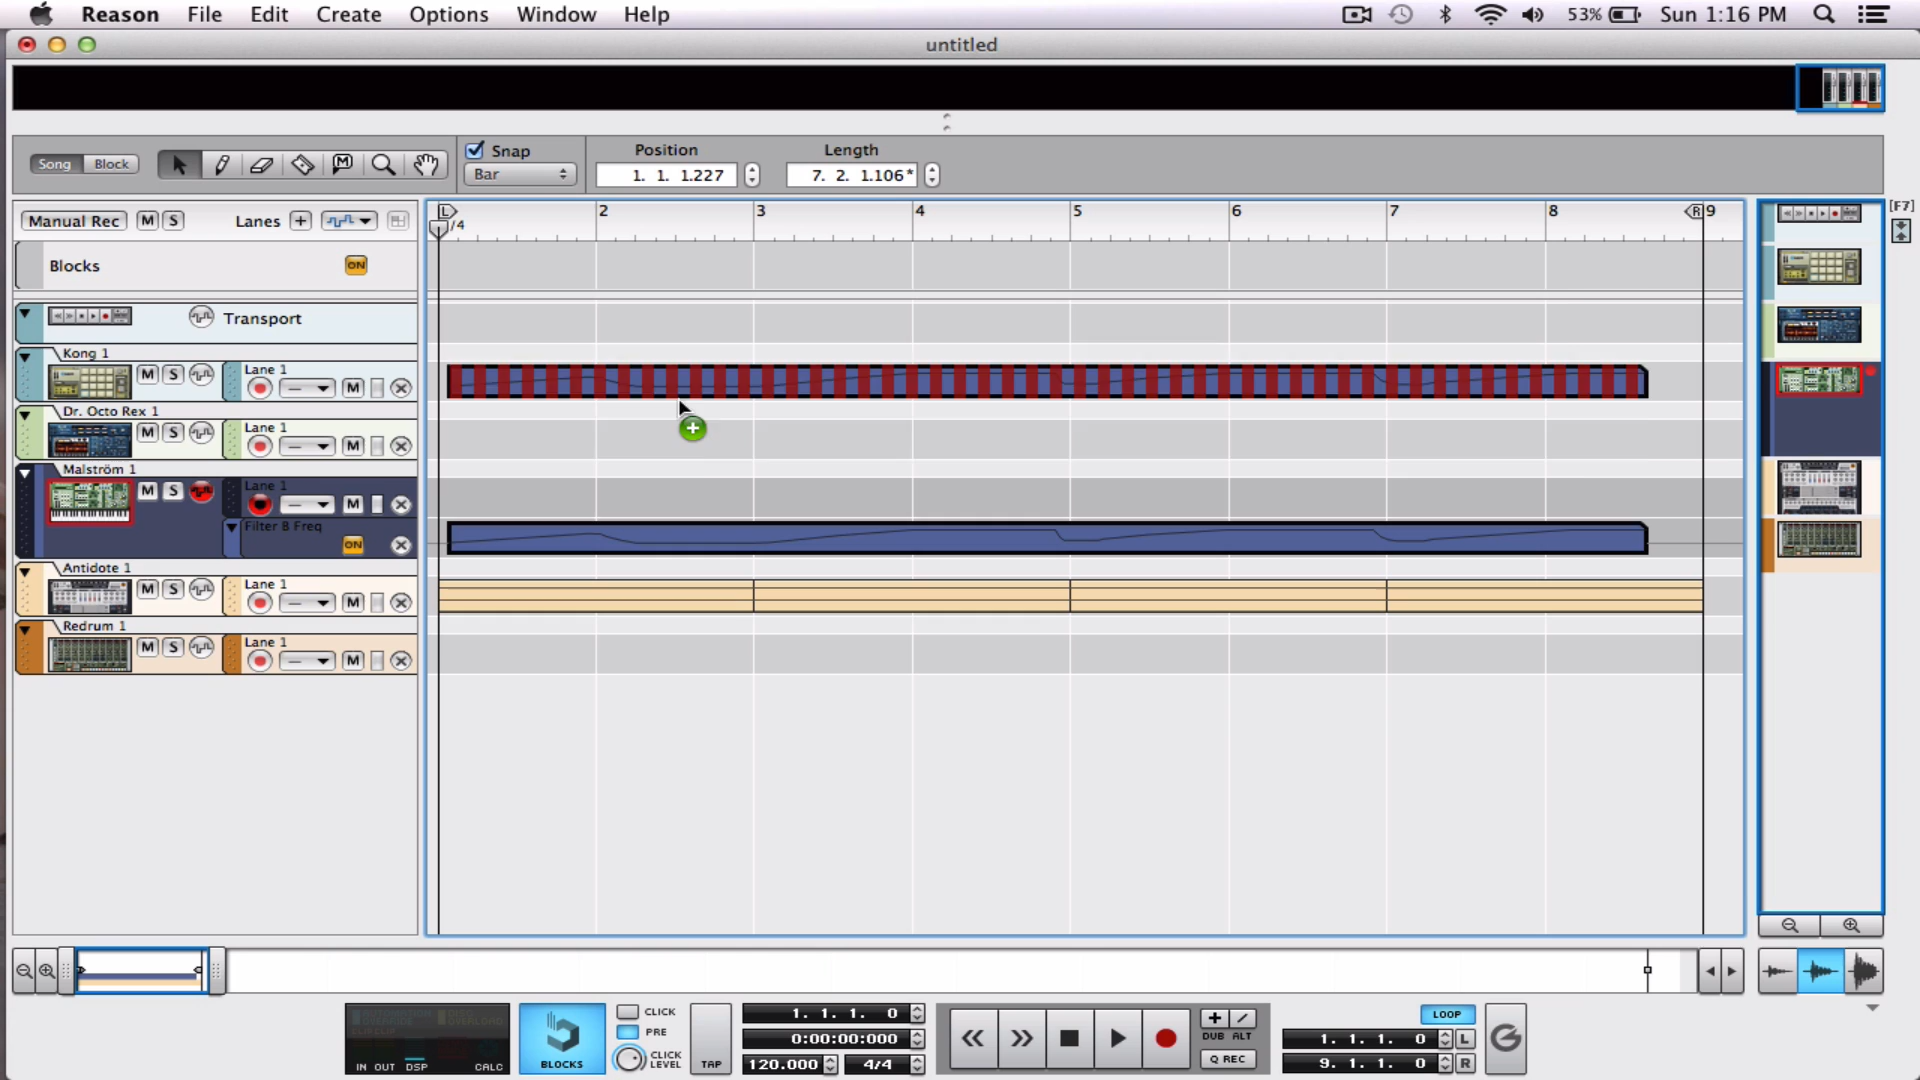 Reason File Edit Create Options Window Help 53% Sun 1:16 PM
untitled
Song Block M Snap Position Length
Bar 1. 1. 1.227 7. 2. 1.106*
Manual Rec M S Lanes + L /4 2 3 4 5 6 7 8 R 9 [F7]
Blocks ON
Transport
Kong 1
M S Lane 1
— M
Dr. Octo Rex 1
M S Lane 1
— M
Malström 1
M S Lane 1
— M
Filter B Freq
ON
Antidote 1
M S Lane 1
— M
Redrum 1
M S Lane 1
— M
IN OUT DSP CALC
BLOCKS
CLICK
PRE
CLICK LEVEL
TAP
1. 1. 1. 0
0:00:00:000
120.000 4/4
DUB ALT
Q REC
LOOP
1. 1. 1. 0 L
9. 1. 1. 0 R